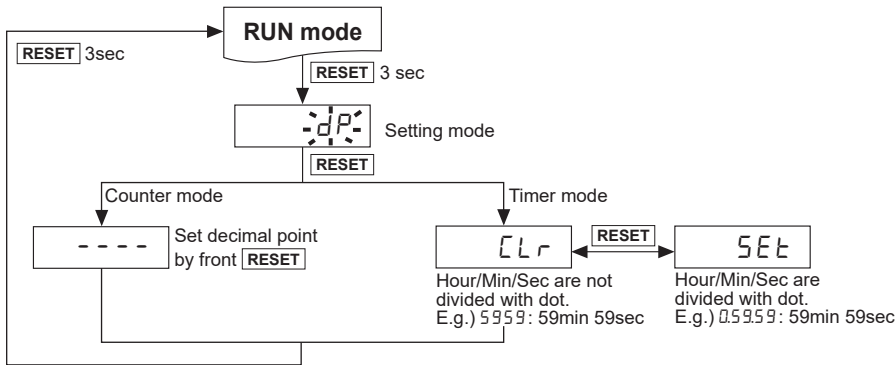 RUN mode
RESET 3sec
RESET 3 sec
dP
Setting mode
RESET
Counter mode
Timer mode
----
Set decimal point
by front RESET
CLr
RESET
SEt
Hour/Min/Sec are not
divided with dot.
E.g.) 5959: 59min 59sec
Hour/Min/Sec are
divided with dot.
E.g.) 0.59.59: 59min 59sec